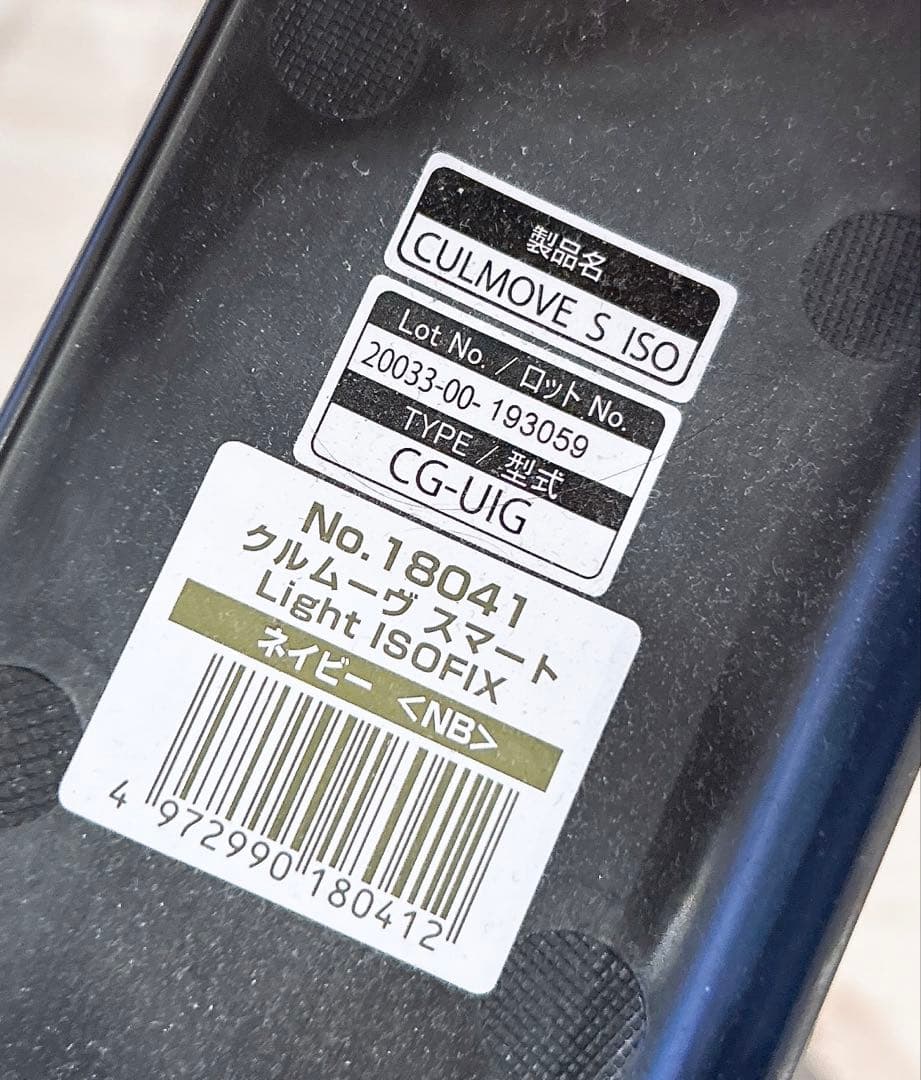 製品名
CULMOVE S ISO
Lot No. / ロット No.
20033-00- 193059
TYPE / 型式
CG-UIG
No.18041
クルムーヴ スマート
Light ISOFIX
ネイビー <NB>
4 972990 180412